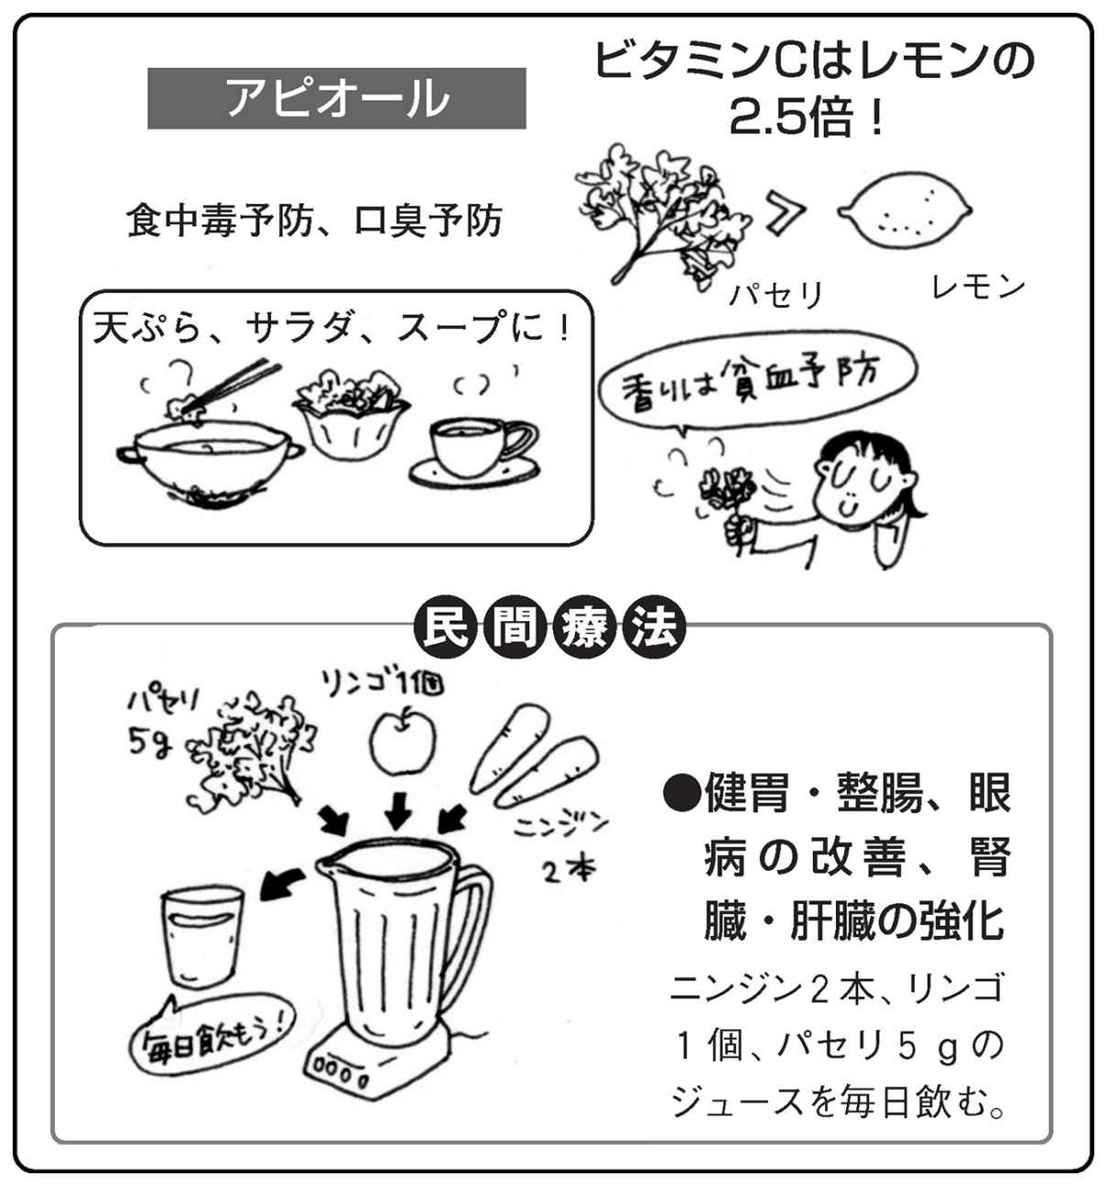 アピオール
ビタミンCはレモンの
2.5倍！
食中毒予防、口臭予防
パセリ
レモン
天ぷら、サラダ、スープに！
香りは貧血予防
民間療法
パセリ
5g
リンゴ1個
ニンジン
2本
毎日飲もう！
●健胃・整腸、眼
病の改善、腎
臓・肝臓の強化
ニンジン2本、リンゴ
1個、パセリ5gの
ジュースを毎日飲む。